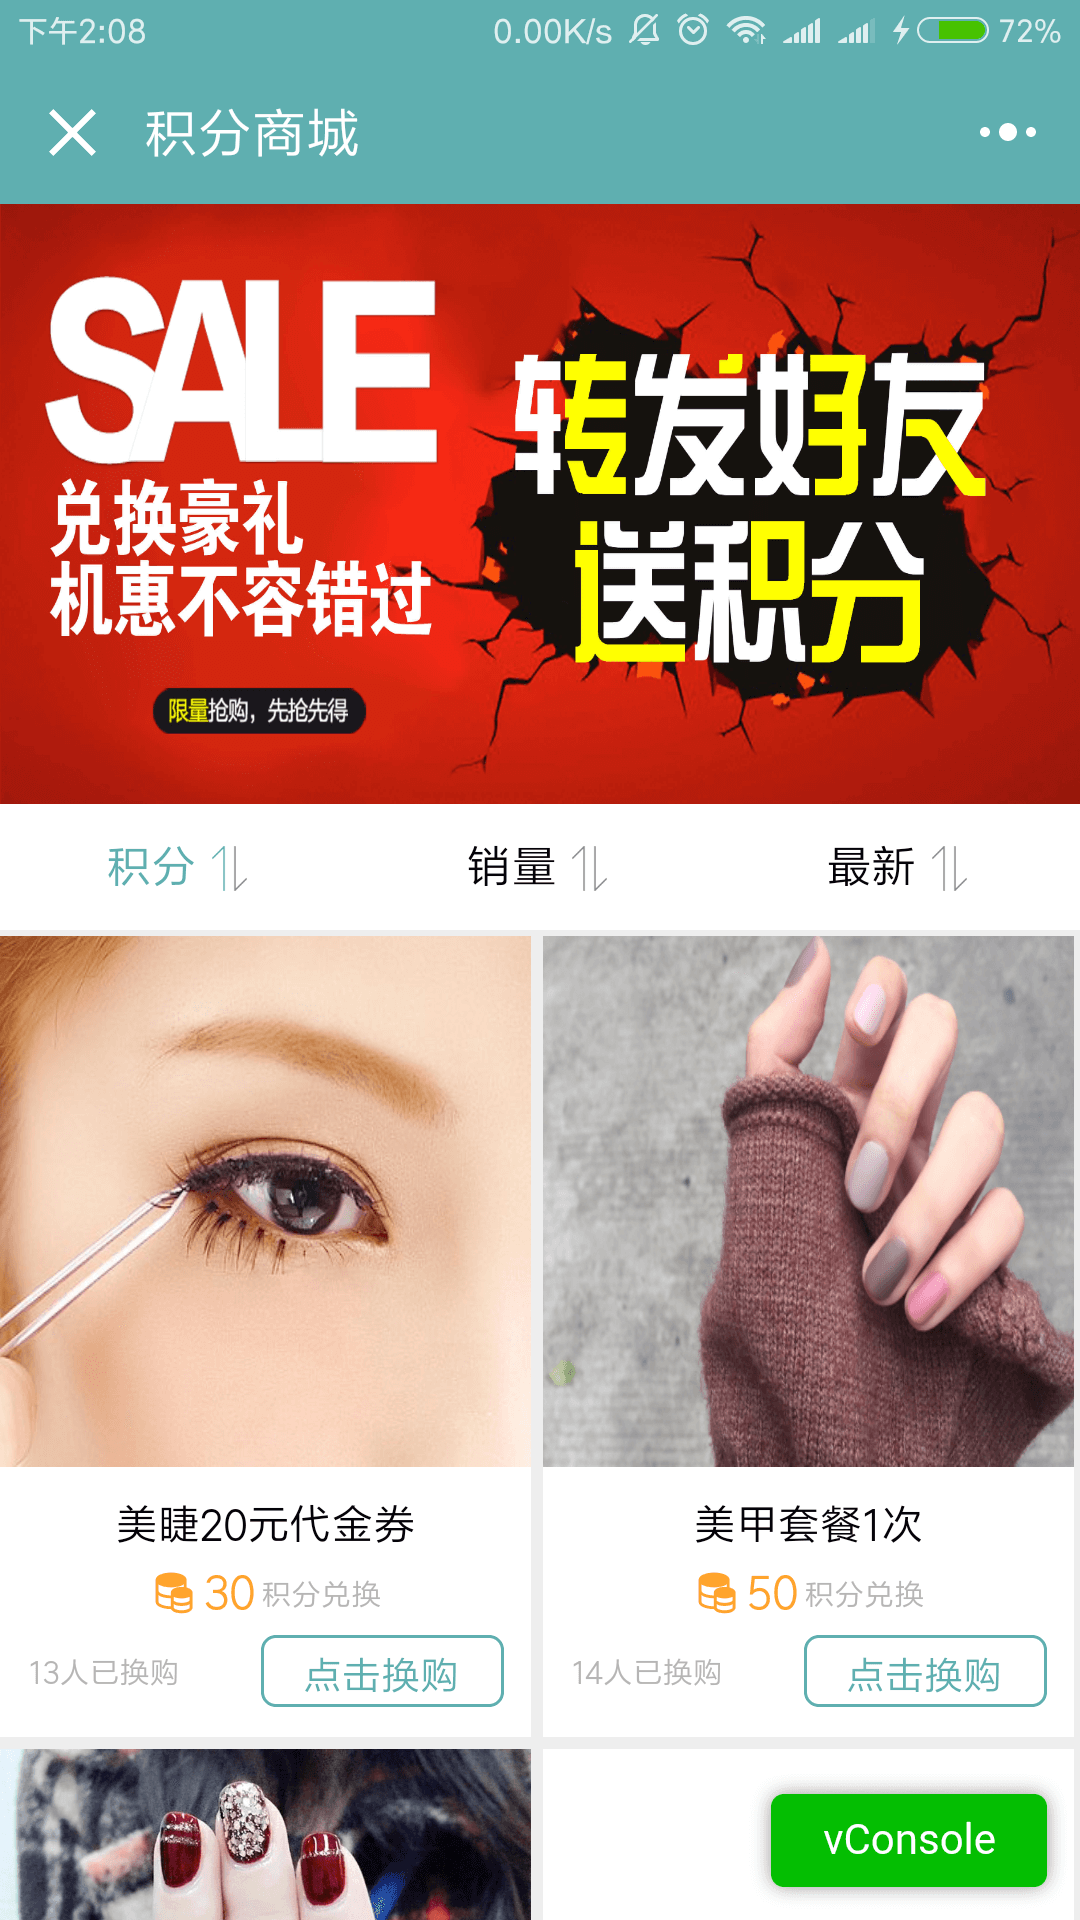 下午2:08 0.00K/s 72%
积分商城
SALE
兑换豪礼
机惠不容错过
限量抢购，先抢先得
转发好友
送积分
积分 销量 最新
美睫20元代金券
30积分兑换
13人已换购 点击换购
美甲套餐1次
50积分兑换
14人已换购 点击换购
vConsole